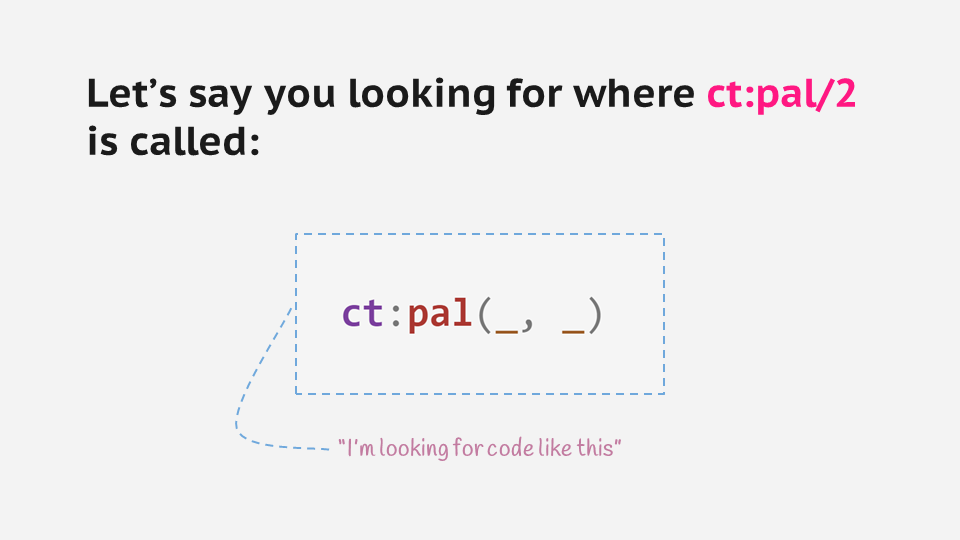 Let’s say you looking for where ct:pal/2
is called:
ct:pal(_, _)
“I’m looking for code like this”